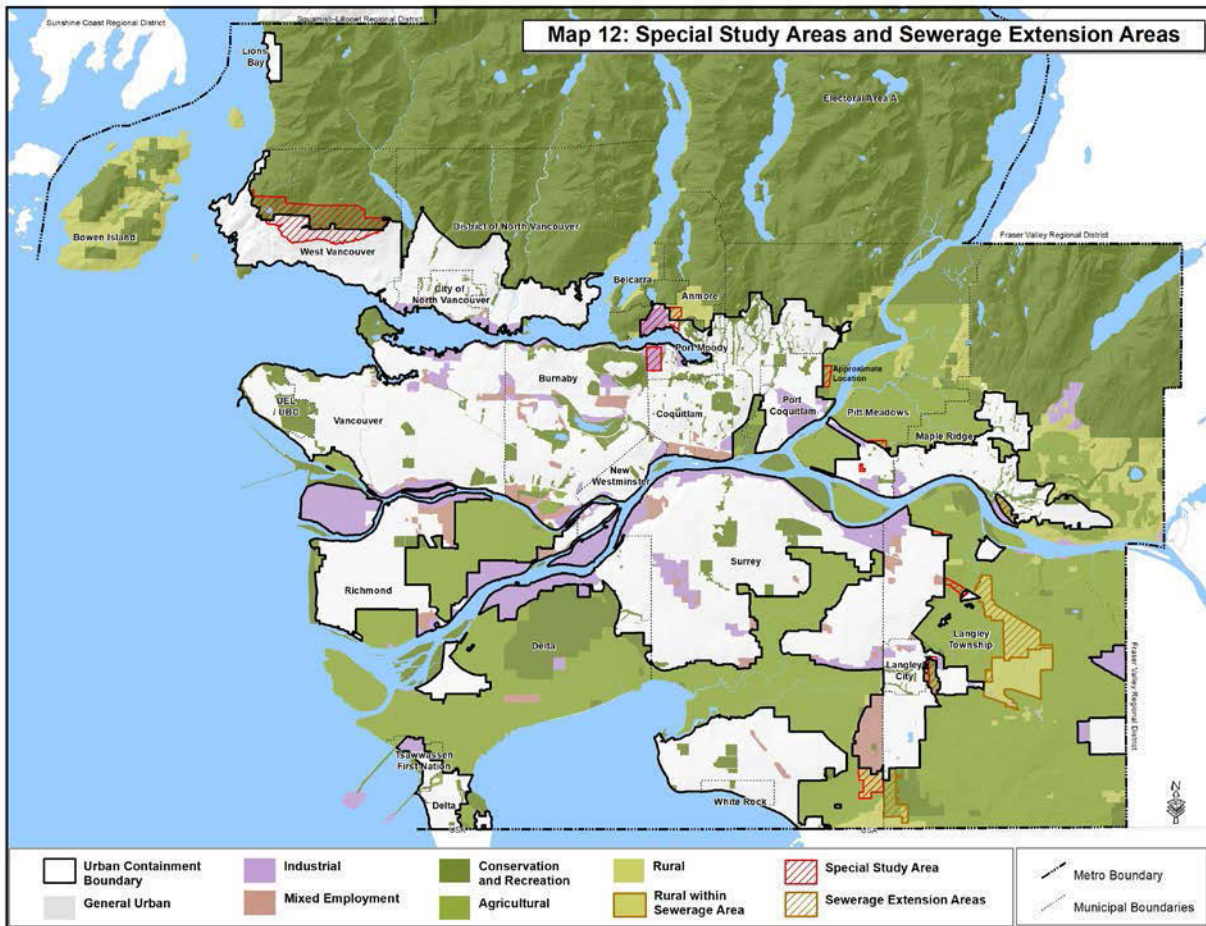 Map 12: Special Study Areas and Sewerage Extension Areas
Sunshine Coast Regional District
Squamish-Lillooet Regional District
Lions
Bay
Electoral Area A
Bowen Island
West Vancouver
District of North Vancouver
Fraser Valley Regional District
City of
North Vancouver
Belcarra
Anmore
Port Moody
Burnaby
Approximate
Location
UEL
/ UBC
Vancouver
Coquitlam
Port
Coquitlam
Pitt Meadows
Maple Ridge
New
Westminster
Richmond
Surrey
Delta
Langley
Township
Langley
City
Fraser Valley Regional District
Tsawwassen
First Nation
Delta
White Rock
N
USA
USA
Urban Containment
Boundary
General Urban
Industrial
Mixed Employment
Conservation
and Recreation
Agricultural
Rural
Rural within
Sewerage Area
Special Study Area
Sewerage Extension Areas
Metro Boundary
Municipal Boundaries